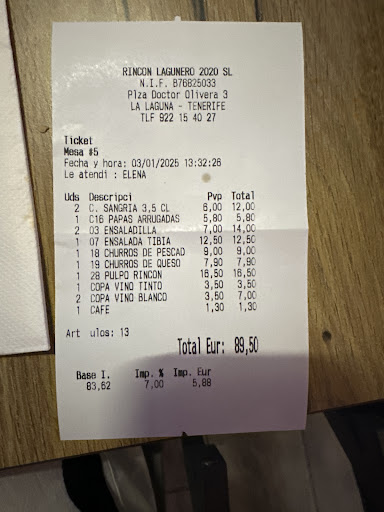 RINCON LAGUNERO 2020 SL
N.I.F. B76825033
Plza Doctor Olivera 3
LA LAGUNA - TENERIFE
TLF 922 15 40 27
Ticket
Mesa #5
Fecha y hora: 03/01/2025 13:32:26
Le atendi : ELENA
Uds Descripci Pvp Total
2 C. SANGRIA 3,5 CL 6,00 12,00
1 C16 PAPAS ARRUGADAS 5,80 5,80
2 03 ENSALADILLA 7,00 14,00
1 07 ENSALADA TIBIA 12,50 12,50
1 18 CHURROS DE PESCAD 9,00 9,00
1 19 CHURROS DE QUESO 7,90 7,90
1 28 PULPO RINCON 16,50 16,50
1 COPA VINO TINTO 3,50 3,50
2 COPA VINO BLANCO 3,50 7,00
1 CAFE 1,30 1,30
Art ulos: 13
Total Eur: 89,50
Base I. Imp. % Imp. Eur
83,62 7,00 5,88